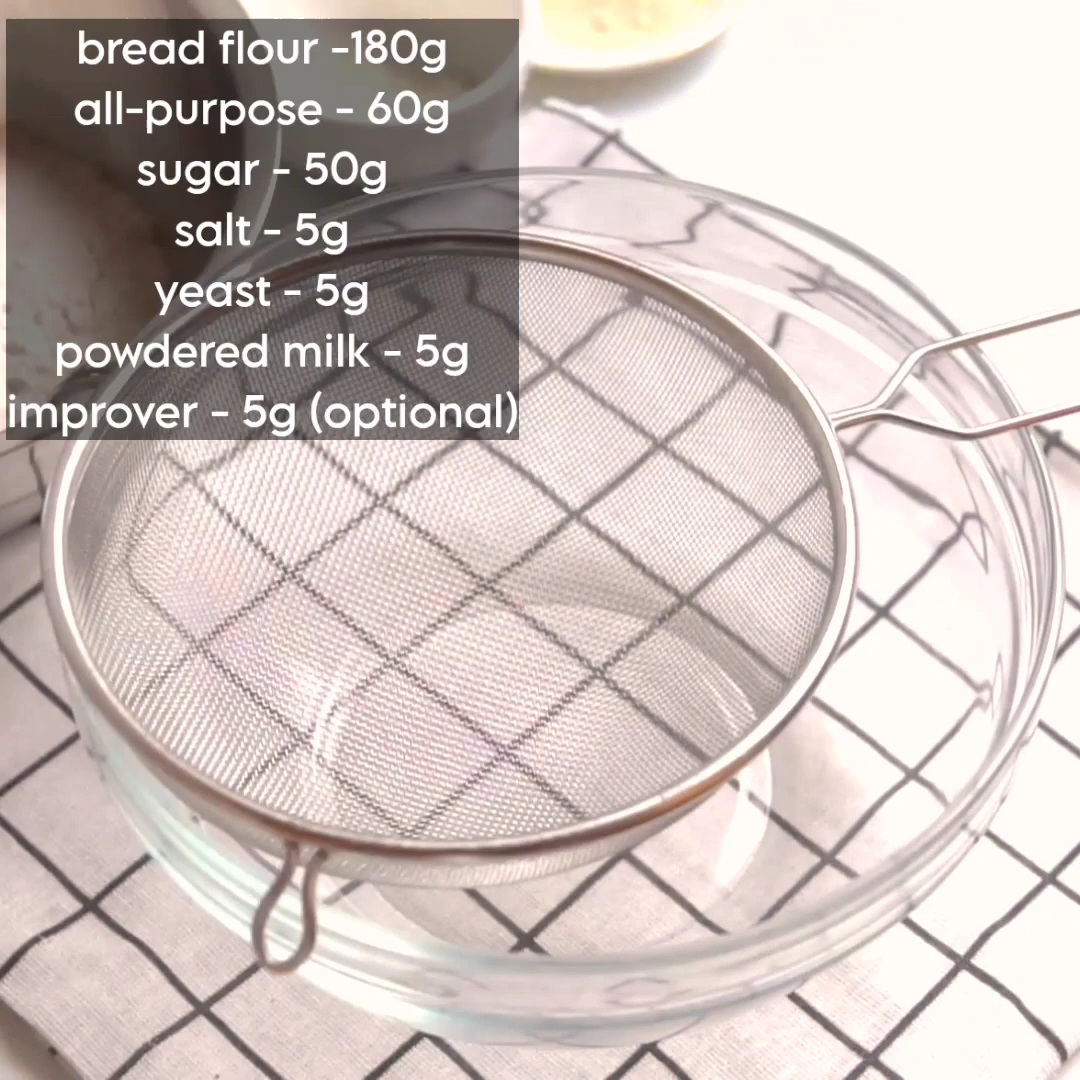 bread flour -180g
all-purpose - 60g
sugar - 50g
salt - 5g
yeast - 5g
powdered milk - 5g
improver - 5g (optional)